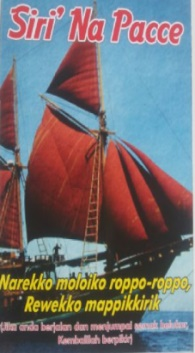 Siri' Na Pacce
Narekko moloiko roppo-roppo,
Rewekko mappikkirik
(Jika anda berjalan dan menjumpai semak belukar,
Kembalilah berpikir)